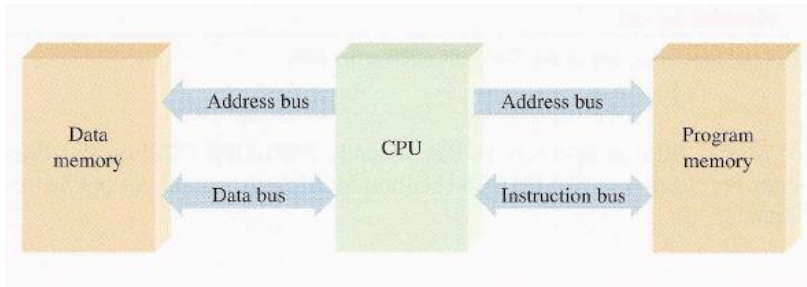 Address bus
Address bus
Data
memory
CPU
Program
memory
Data bus
Instruction bus